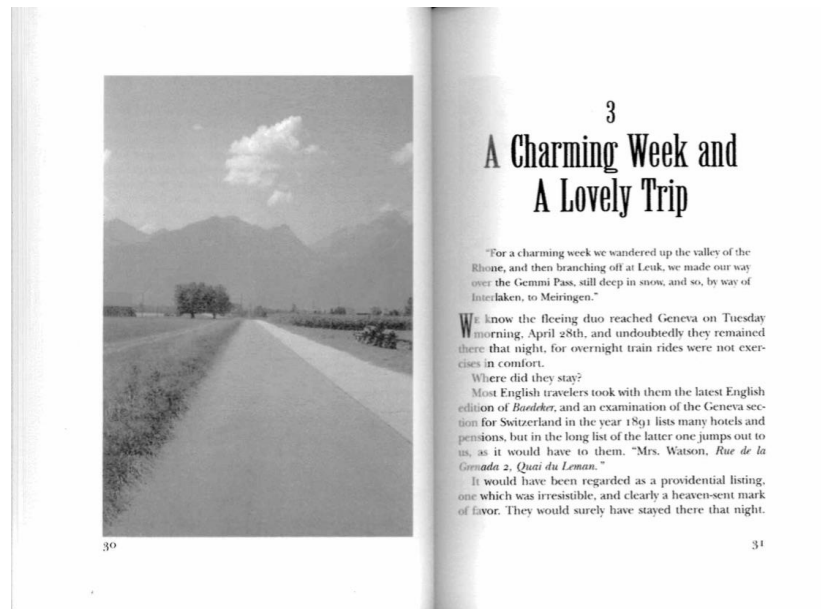 30
3
A Charming Week and
A Lovely Trip
"For a charming week we wandered up the valley of the
Rhone, and then branching off at Leuk, we made our way
over the Gemmi Pass, still deep in snow, and so, by way of
Interlaken, to Meiringen."
WE know the fleeing duo reached Geneva on Tuesday
morning, April 28th, and undoubtedly they remained
there that night, for overnight train rides were not exer-
cises in comfort.
Where did they stay?
Most English travelers took with them the latest English
edition of Baedeker, and an examination of the Geneva sec-
tion for Switzerland in the year 1891 lists many hotels and
pensions, but in the long list of the latter one jumps out to
us, as it would have to them. "Mrs. Watson, Rue de la
Grenada 2, Quai du Leman."
It would have been regarded as a providential listing,
one which was irresistible, and clearly a heaven-sent mark
of favor. They would surely have stayed there that night.
31